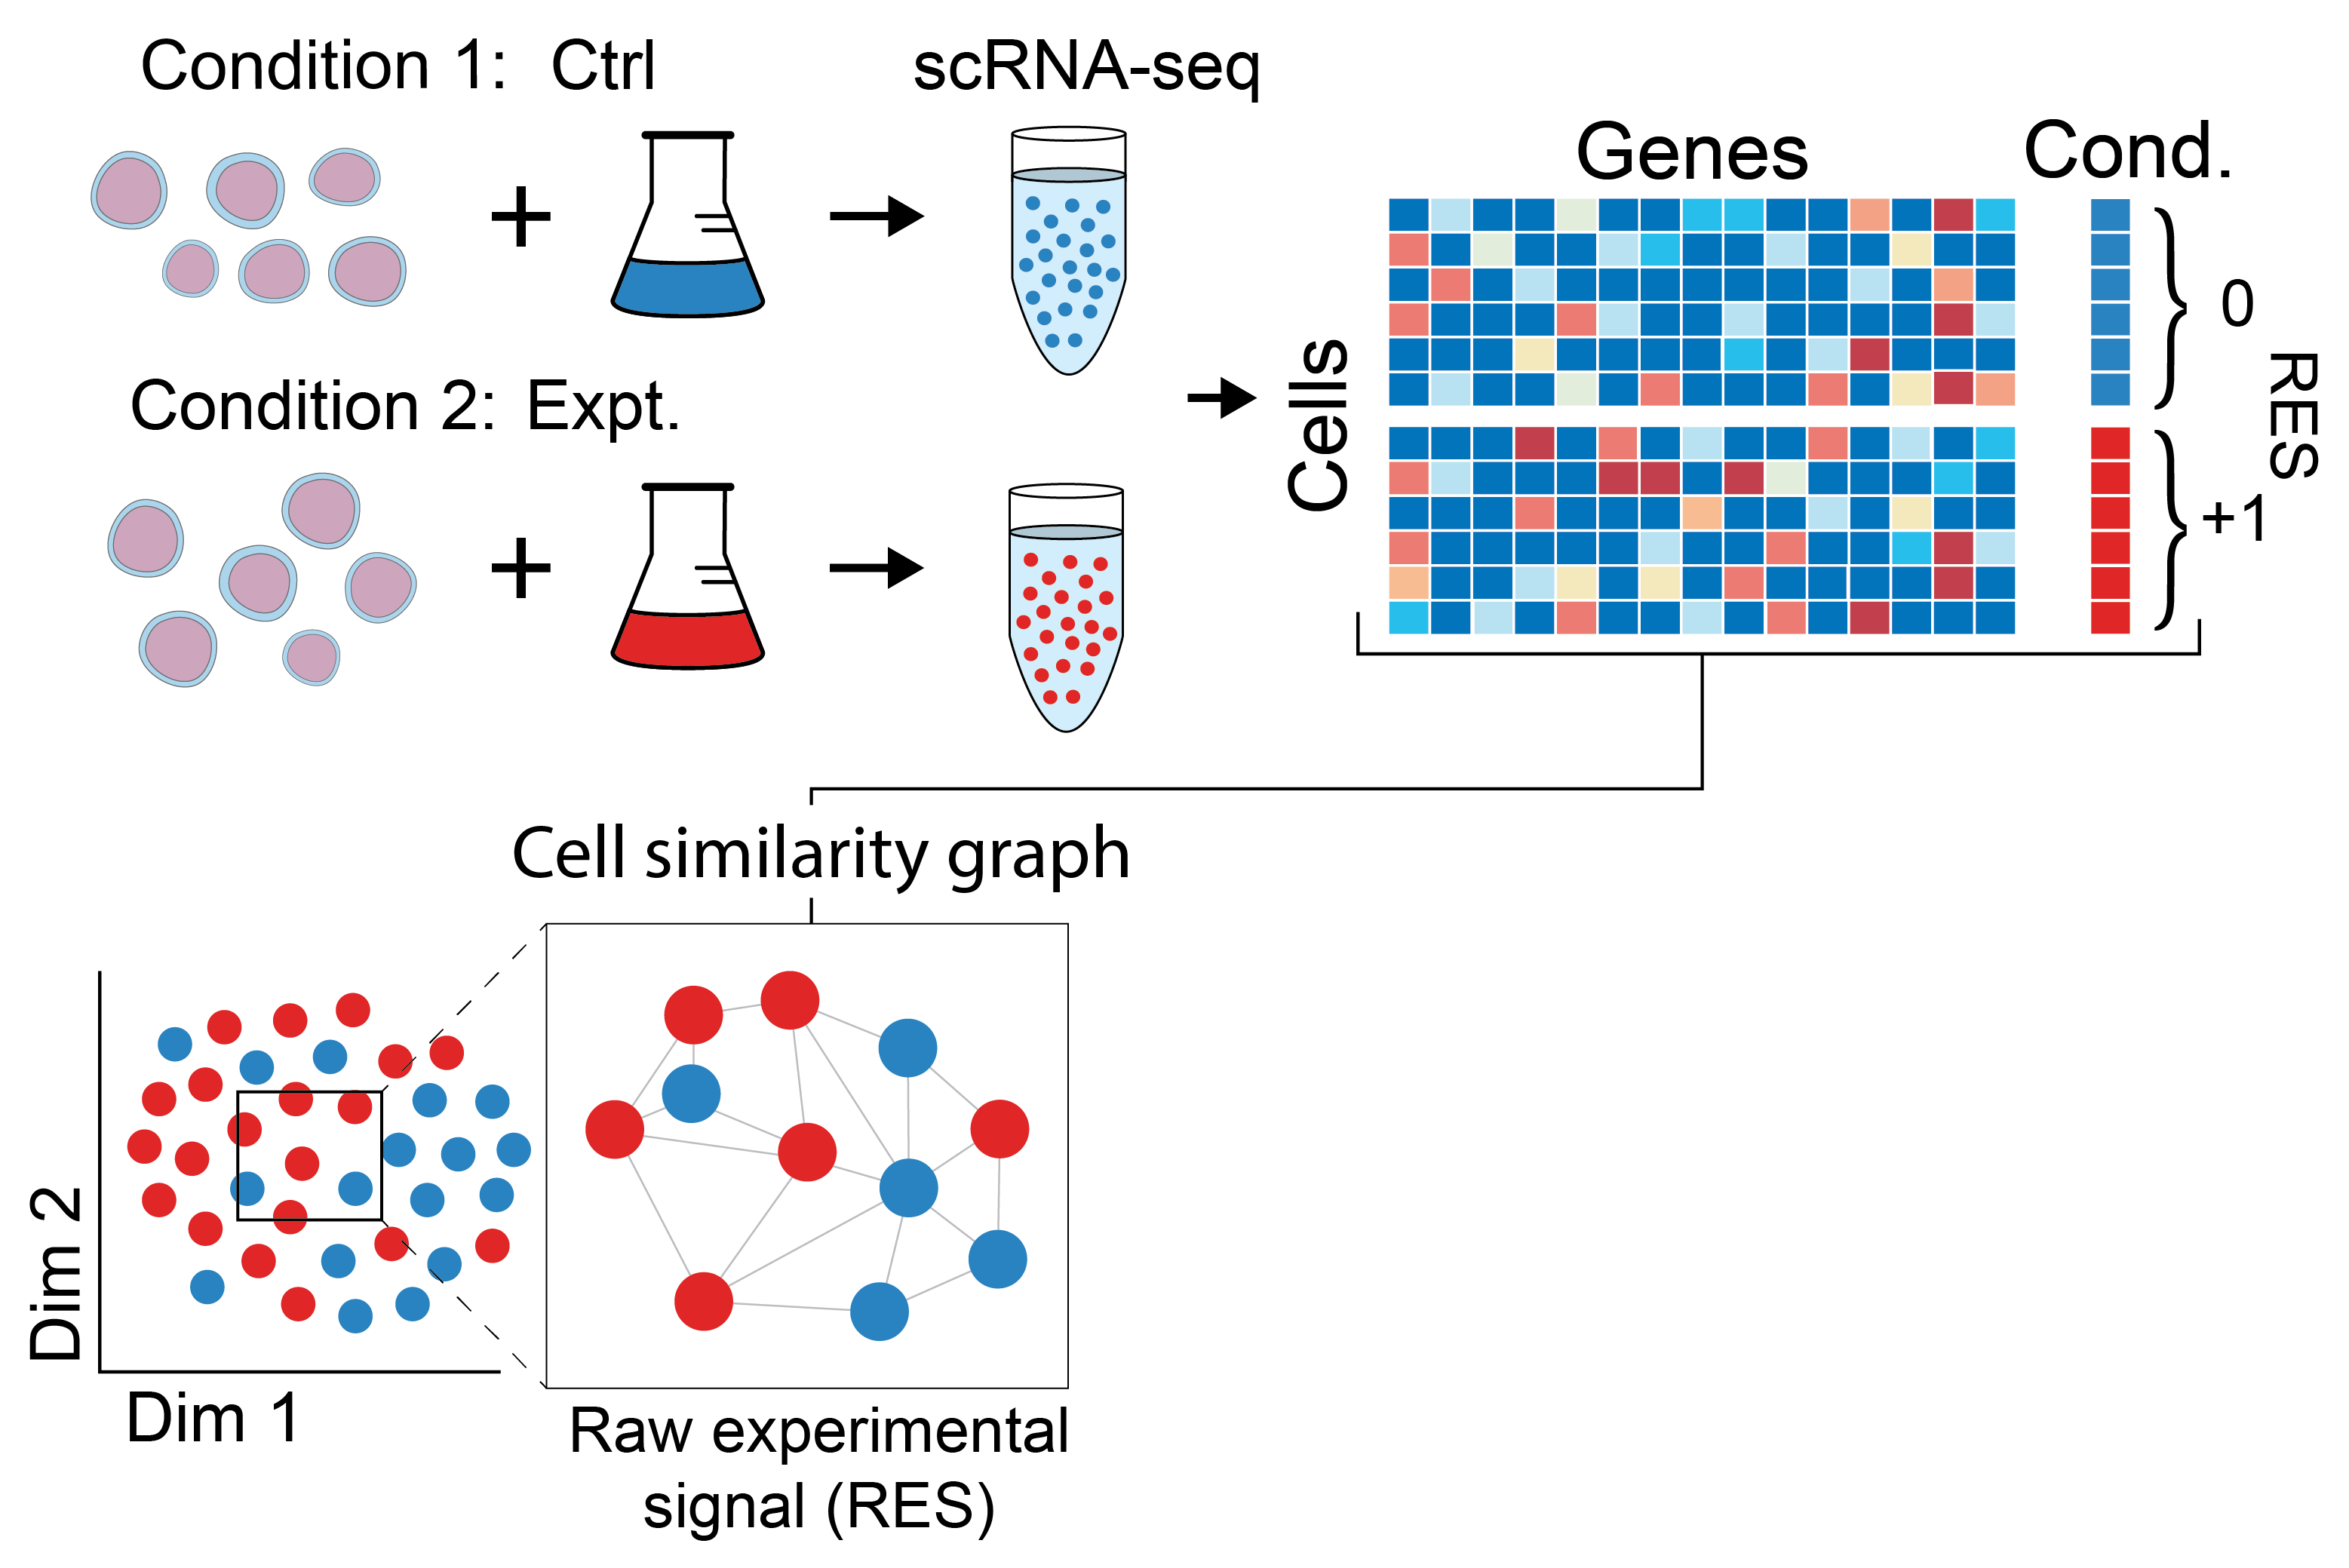 Condition 1: Ctrl
scRNA-seq
Genes
Cond.
Cells
0
RES
+1
Condition 2: Expt.
Cell similarity graph
Dim 2
Dim 1
Raw experimental
signal (RES)